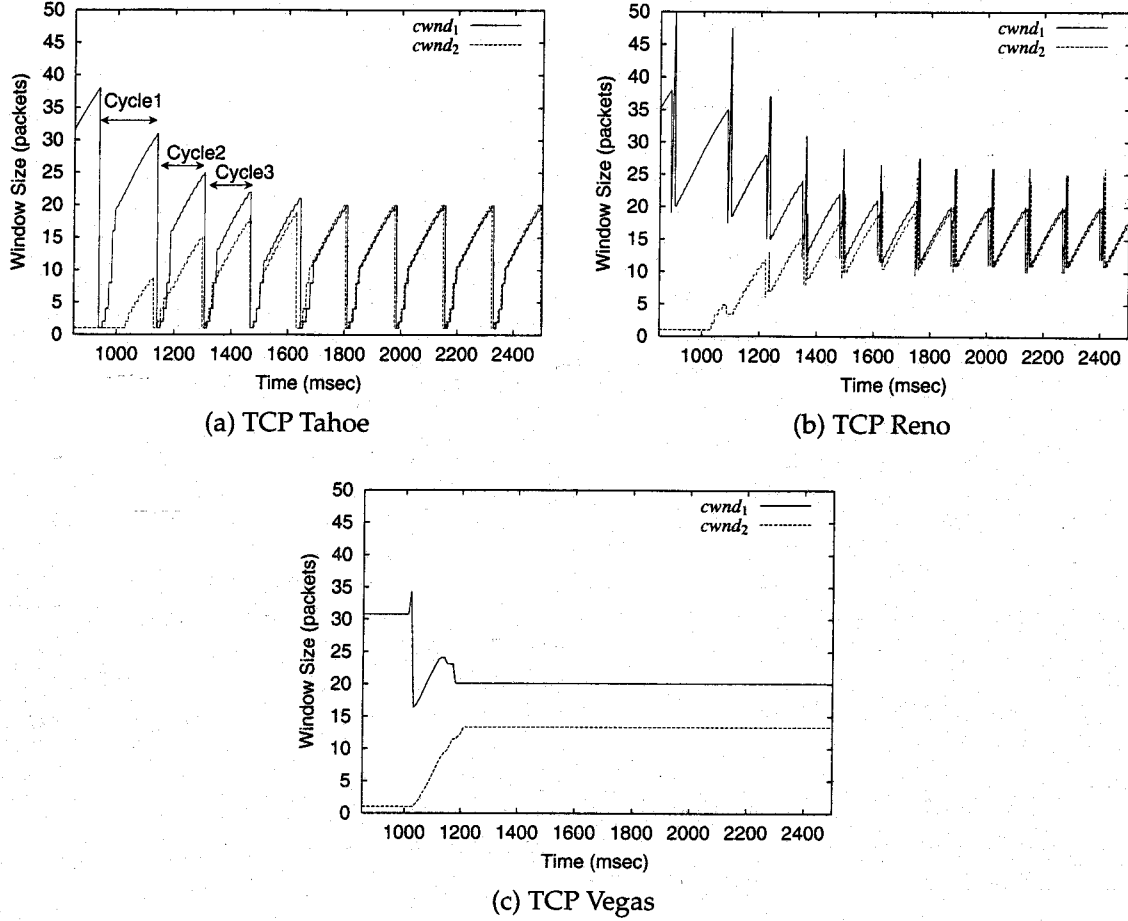 50
45
40
35
30
25
20
15
10
5
0
Window Size (packets)
cwnd1
cwnd2
Cycle1
Cycle2
Cycle3
1000 1200 1400 1600 1800 2000 2200 2400
Time (msec)
(a) TCP Tahoe
50
45
40
35
30
25
20
15
10
5
0
Window Size (packets)
cwnd1
cwnd2
1000 1200 1400 1600 1800 2000 2200 2400
Time (msec)
(b) TCP Reno
50
45
40
35
30
25
20
15
10
5
0
Window Size (packets)
cwnd1
cwnd2
1000 1200 1400 1600 1800 2000 2200 2400
Time (msec)
(c) TCP Vegas